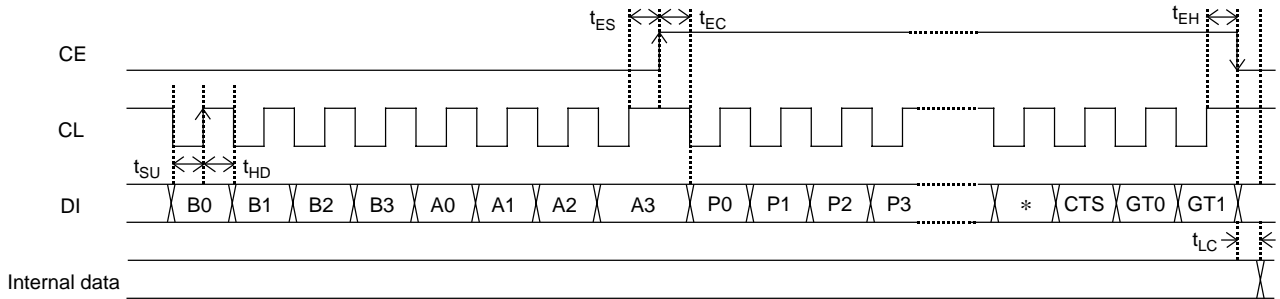 tES tEC tEH
CE
CL
tSU tHD
DI B0 B1 B2 B3 A0 A1 A2 A3 P0 P1 P2 P3 * CTS GT0 GT1
tLC
Internal data